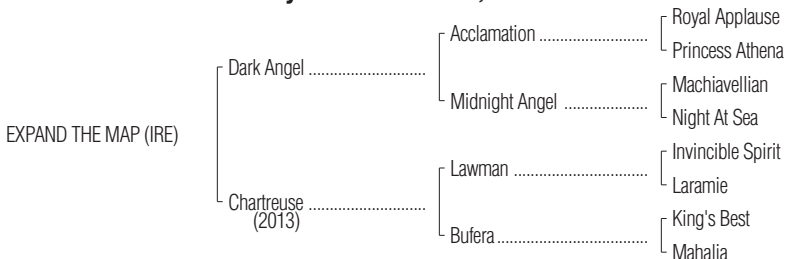 Royal Applause
Acclamation ............................
Princess Athena
Dark Angel ..............................
Machiavellian
Midnight Angel .....................
Night At Sea
EXPAND THE MAP (IRE)
Invincible Spirit
Lawman ...................................
Laramie
Chartreuse ..............................
(2013)
King's Best
Bufera .......................................
Mahalia